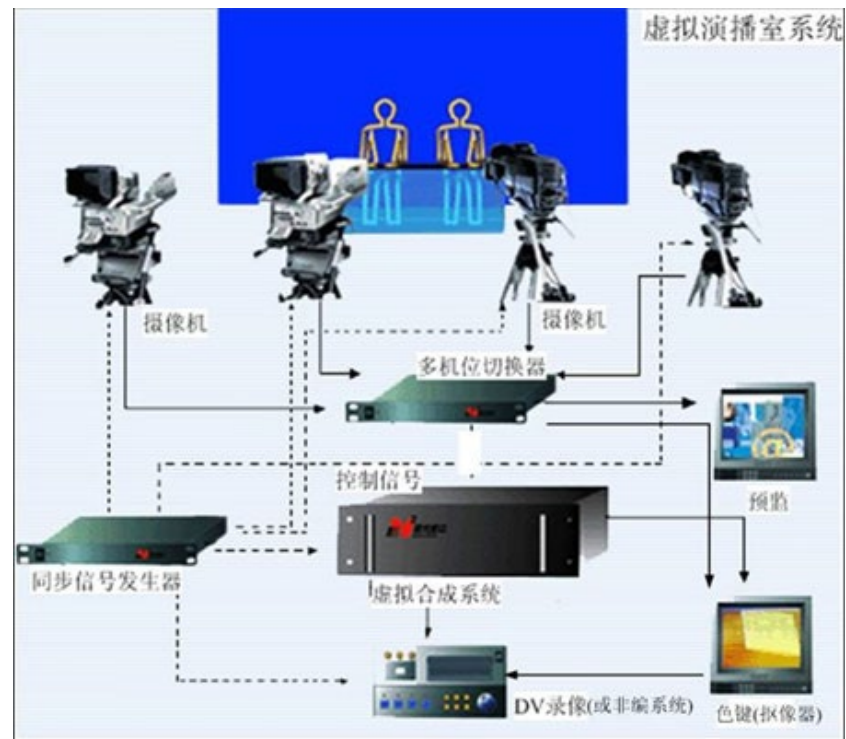 虚拟演播室系统
摄像机
摄像机
多机位切换器
控制信号
预监
同步信号发生器
虚拟合成系统
DV录像(或非编系统)
色键(抠像器)